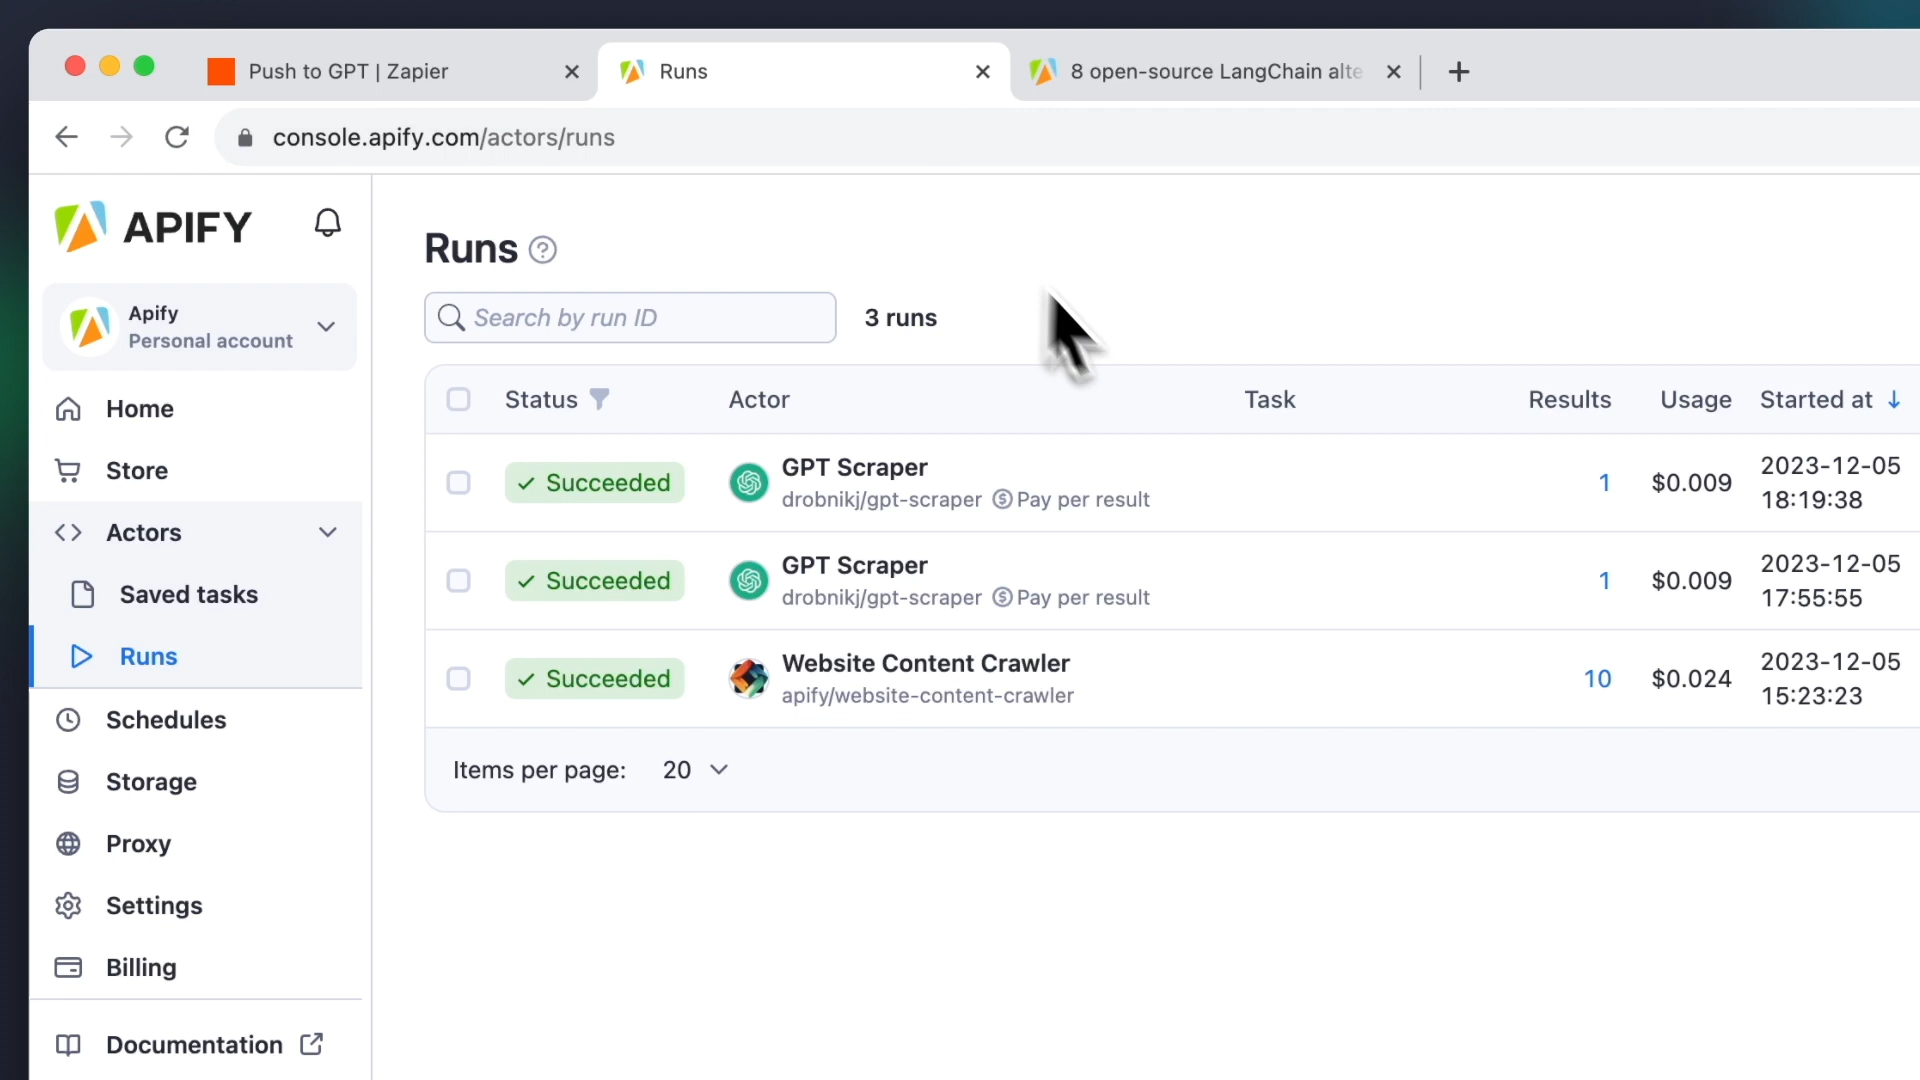 Push to GPT | Zapier
Runs
8 open-source LangChain alte
console.apify.com/actors/runs
APIFY
Apify
Personal account
Home
Store
Actors
Saved tasks
Runs
Schedules
Storage
Proxy
Settings
Billing
Documentation
Runs
Search by run ID
3 runs
Status Actor Task Results Usage Started at
Succeeded GPT Scraper 1 $0.009 2023-12-05
drobnikj/gpt-scraper Pay per result 18:19:38
Succeeded GPT Scraper 1 $0.009 2023-12-05
drobnikj/gpt-scraper Pay per result 17:55:55
Succeeded Website Content Crawler 10 $0.024 2023-12-05
apify/website-content-crawler 15:23:23
Items per page: 20